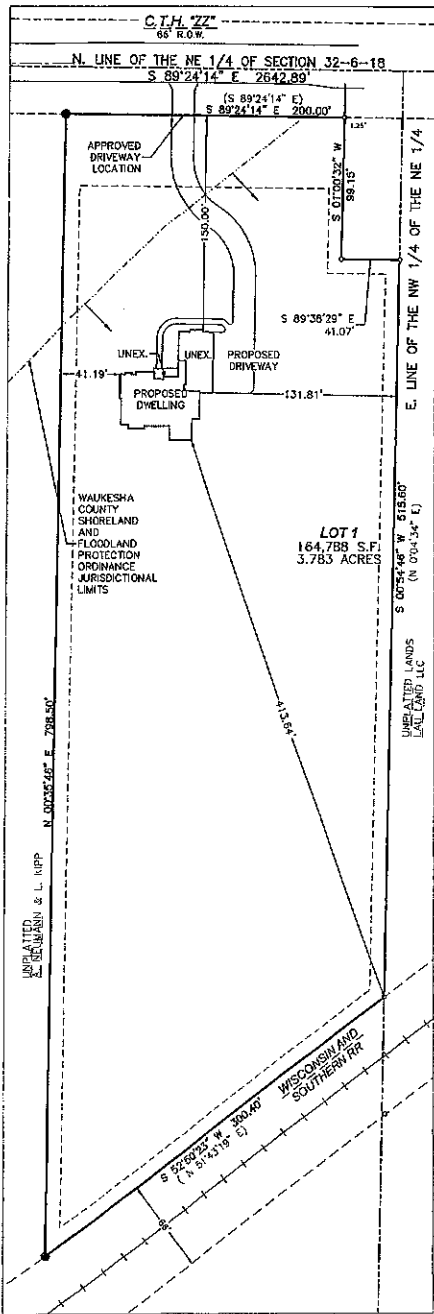 C.T.H. "ZZ"
66' R.O.W.
N. LINE OF THE NE 1/4 OF SECTION 32-6-18
S 89°24'14" E 2642.89'
(S 89°24'14" E)
S 89°24'14" E 200.00'
1.25'
APPROVED
DRIVEWAY
LOCATION
S 01°00'32" W
99.15'
150.00'
S 89°38'29" E
41.07'
E. LINE OF THE NW 1/4 OF THE NE 1/4
UNEX.
UNEX.
PROPOSED
DRIVEWAY
41.19'
PROPOSED
DWELLING
131.81'
WAUKESHA
COUNTY
SHORELAND
AND
FLOODLAND
PROTECTION
ORDINANCE
JURISDICTIONAL
LIMITS
LOT 1
164,788 S.F.
3.783 ACRES
S 00°54'46" W 515.60'
(N 0°04'34" E)
UNPLATTED LANDS
LAU LAND LLC
413.64'
N 00°35'46" E 798.50'
UNPLATTED
A. NEUMANN & L. KIPP
WISCONSIN AND
SOUTHERN RR
S 52°50'23" W 300.40'
(N 51°43'19" E)
66'